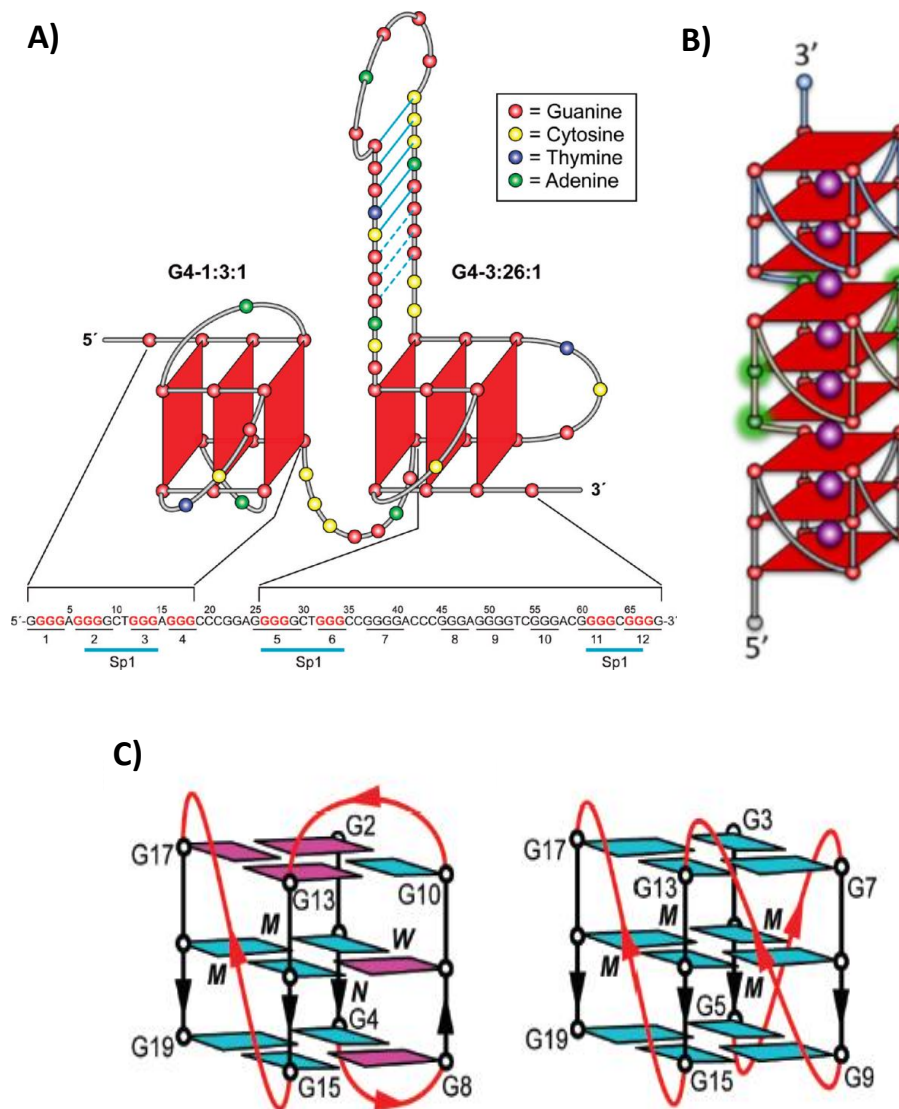 A)
B)
3′
= Guanine
= Cytosine
= Thymine
= Adenine
G4-1:3:1
G4-3:26:1
5´
3´
5 10 15 20 25 30 35 40 45 50 55 60 65
5´-GGGGAGGGGCTGGGAGGGCCCGGAGGGGGCTGGGCCGGGGACCCGGGAGGGGTCGGGACGGGGCGGGG-3´
1 2 3 4 5 6 7 8 9 10 11 12
Sp1 Sp1 Sp1
5′
C)
G17 G2 G13 G10
M W M N
G19 G4 G15 G8
G17 G3 G13 G7
M M M M
G19 G5 G15 G9